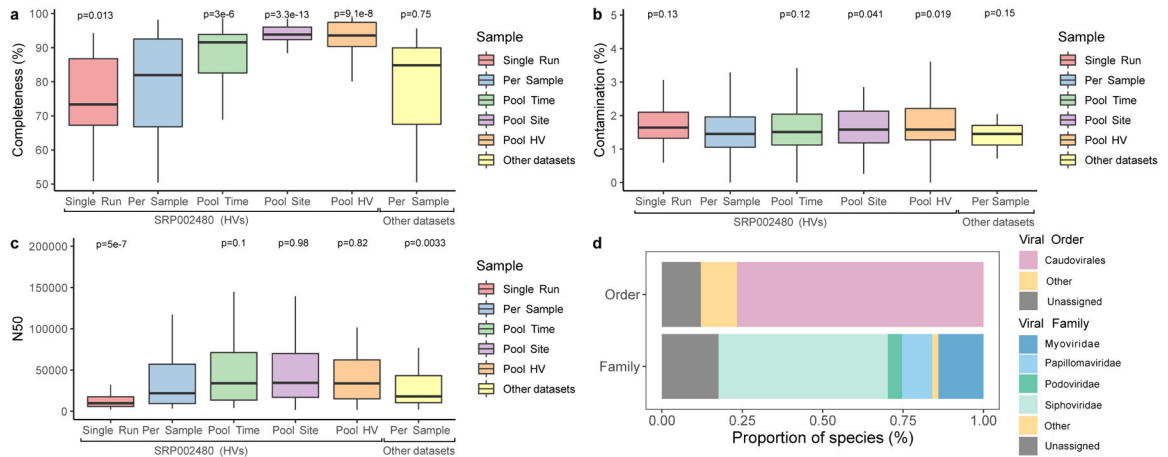 a
p=0.013
p=3e-6
p=3.3e-13
p=9.1e-8
p=0.75
100
90
80
70
60
50
Completeness (%)
Single Run
Per Sample
Pool Time
Pool Site
Pool HV
Per Sample
SRP002480 (HVs)
Other datasets
Sample
Single Run
Per Sample
Pool Time
Pool Site
Pool HV
Other datasets
b
p=0.13
p=0.12
p=0.041
p=0.019
p=0.15
5
4
3
2
1
0
Contamination (%)
Single Run
Per Sample
Pool Time
Pool Site
Pool HV
Per Sample
SRP002480 (HVs)
Other datasets
Sample
Single Run
Per Sample
Pool Time
Pool Site
Pool HV
Other datasets
c
p=5e-7
p=0.1
p=0.98
p=0.82
p=0.0033
200000
150000
100000
50000
0
N50
Single Run
Per Sample
Pool Time
Pool Site
Pool HV
Per Sample
SRP002480 (HVs)
Other datasets
Sample
Single Run
Per Sample
Pool Time
Pool Site
Pool HV
Other datasets
d
Order
Family
0.00
0.25
0.50
0.75
1.00
Proportion of species (%)
Viral Order
Caudovirales
Other
Unassigned
Viral Family
Myoviridae
Papillomaviridae
Podoviridae
Siphoviridae
Other
Unassigned